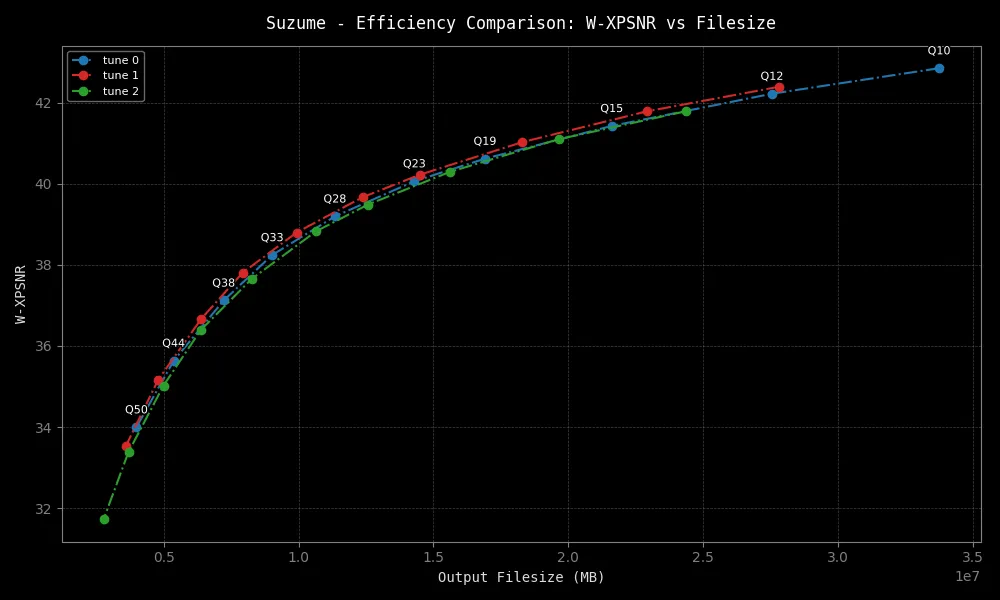 Suzume - Efficiency Comparison: W-XPSNR vs Filesize
tune 0
tune 1
tune 2
Q10
Q12
Q15
Q19
Q23
Q28
Q33
Q38
Q44
Q50
W-XPSNR
42
40
38
36
34
32
0.5
1.0
1.5
2.0
2.5
3.0
3.5
1e7
Output Filesize (MB)